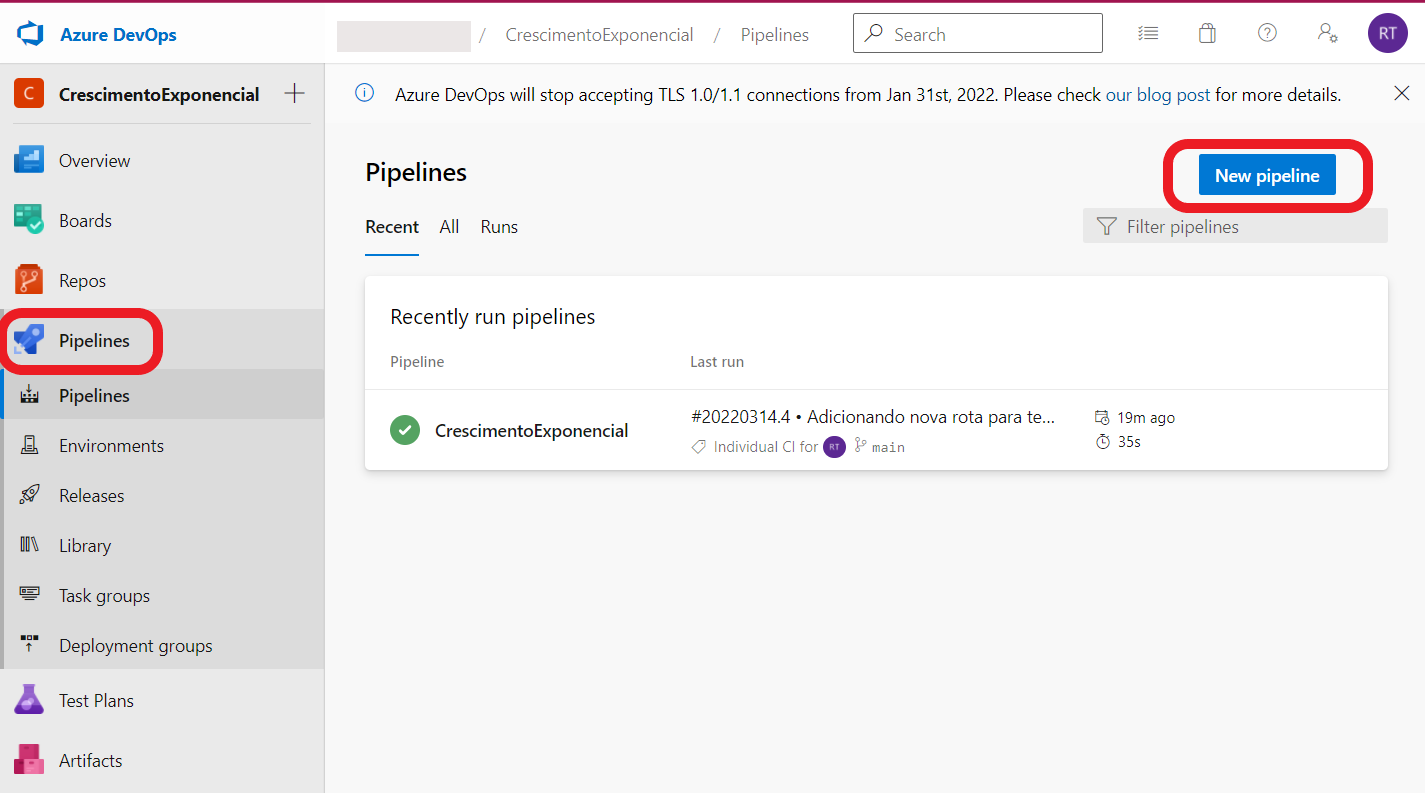 Azure DevOps
/ CrescimentoExponencial / Pipelines
Search
RT
C CrescimentoExponencial
Azure DevOps will stop accepting TLS 1.0/1.1 connections from Jan 31st, 2022. Please check our blog post for more details.
Overview
Boards
Repos
Pipelines
Pipelines
Environments
Releases
Library
Task groups
Deployment groups
Test Plans
Artifacts
Pipelines
New pipeline
Recent All Runs
Filter pipelines
Recently run pipelines
Pipeline Last run
CrescimentoExponencial
#20220314.4 • Adicionando nova rota para te...
Individual CI for RT main
19m ago
35s